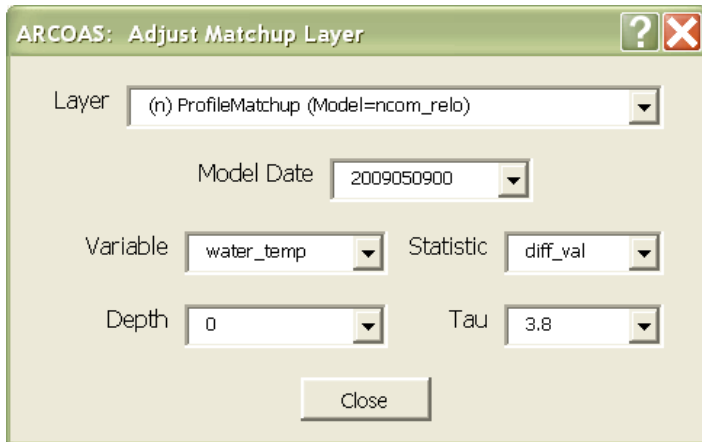 ARCOAS: Adjust Matchup Layer ?
Layer (n) ProfileMatchup (Model=ncom_relo)
Model Date 2009050900
Variable water_temp Statistic diff_val
Depth 0 Tau 3.8
Close